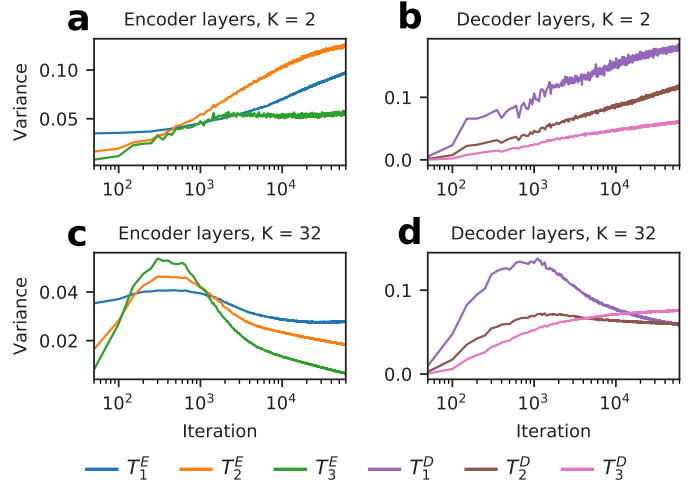 a Encoder layers, K = 2
b Decoder layers, K = 2
Variance
0.10
0.05
0.1
0.0
10² 10³ 10⁴
10² 10³ 10⁴
c Encoder layers, K = 32
d Decoder layers, K = 32
Variance
0.04
0.02
0.1
0.0
10² 10³ 10⁴
10² 10³ 10⁴
Iteration
Iteration
T₁ᴱ T₂ᴱ T₃ᴱ T₁ᴰ T₂ᴰ T₃ᴰ